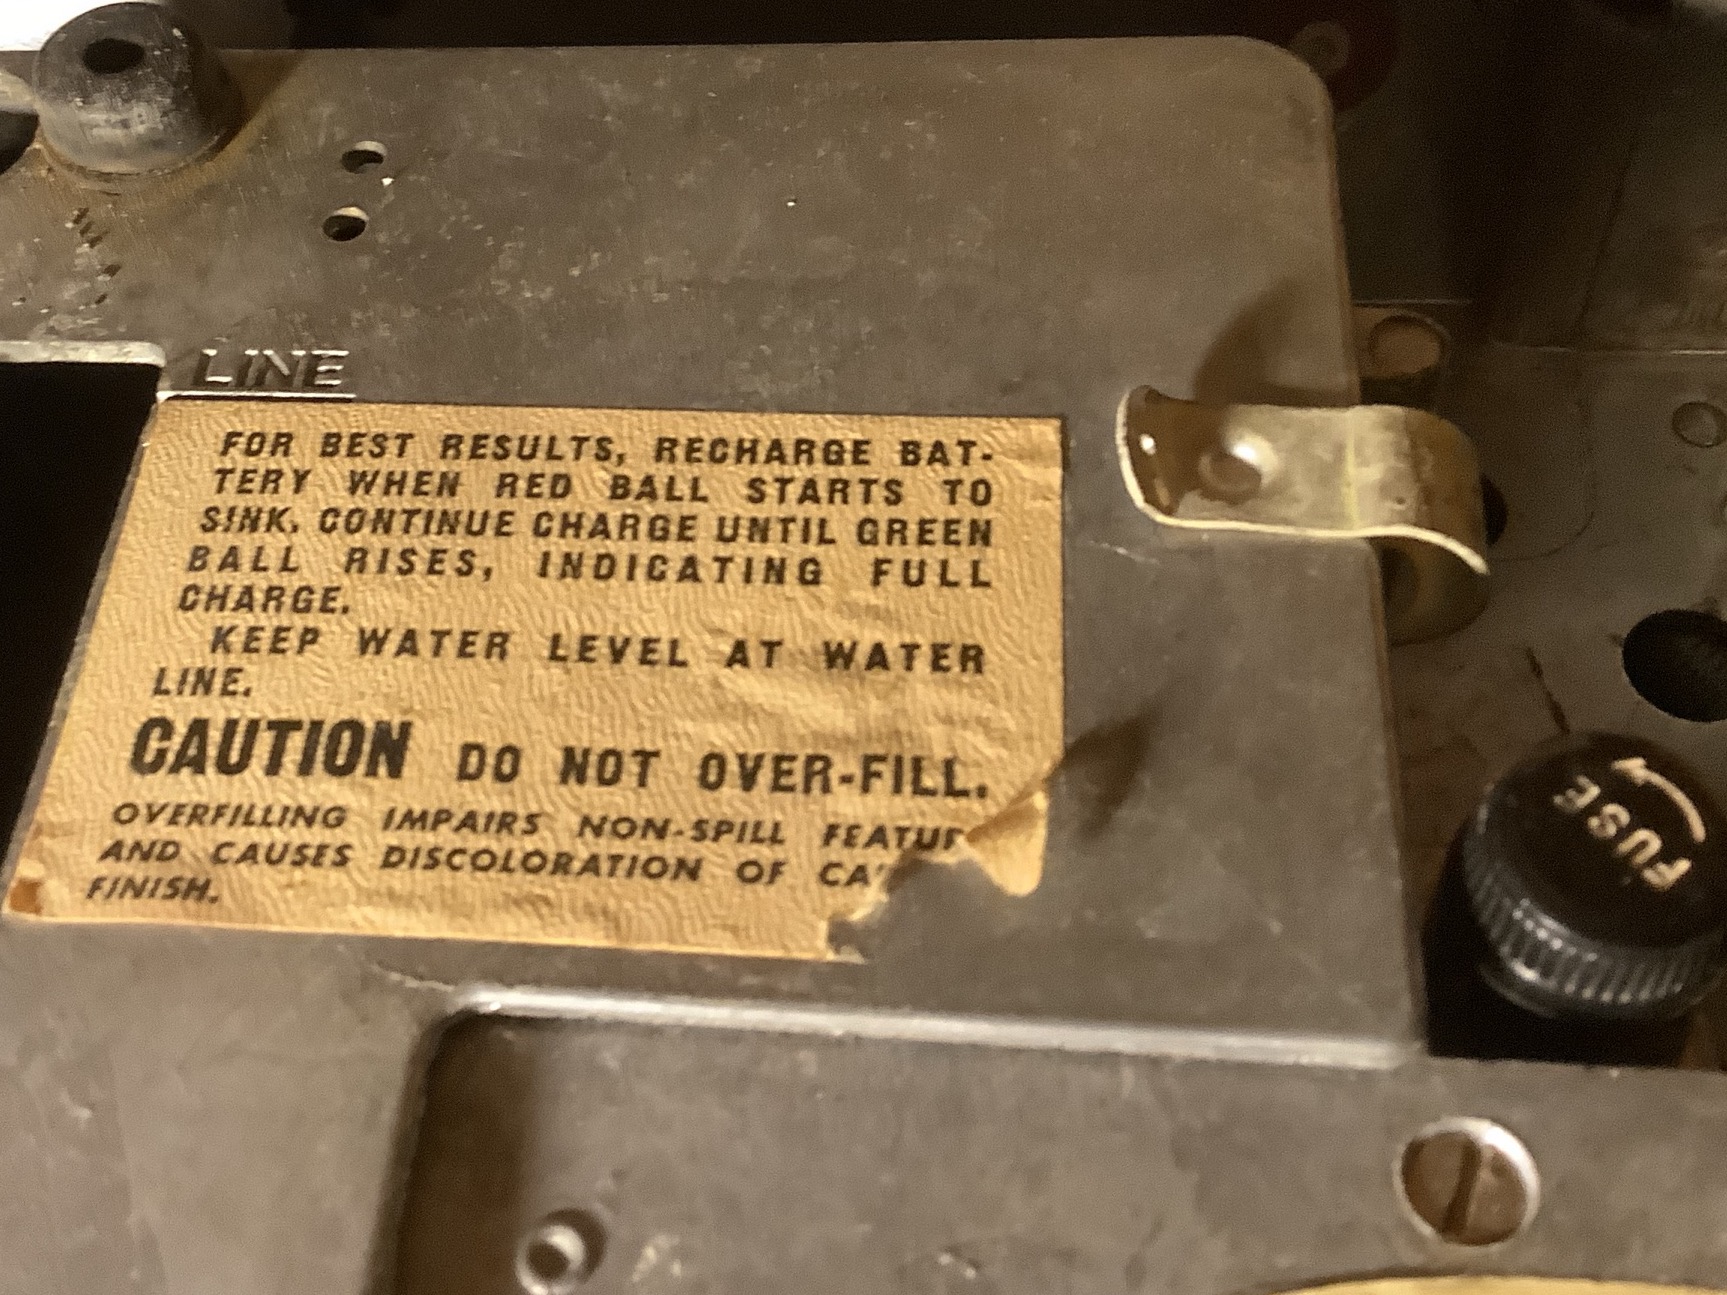 LINE
FOR BEST RESULTS, RECHARGE BAT-
TERY WHEN RED BALL STARTS TO
SINK. CONTINUE CHARGE UNTIL GREEN
BALL RISES, INDICATING FULL
CHARGE.
KEEP WATER LEVEL AT WATER
LINE.
CAUTION DO NOT OVER-FILL.
OVERFILLING IMPAIRS NON-SPILL
AND CAUSES DISCOLORATION OF
FINISH.
FUSE